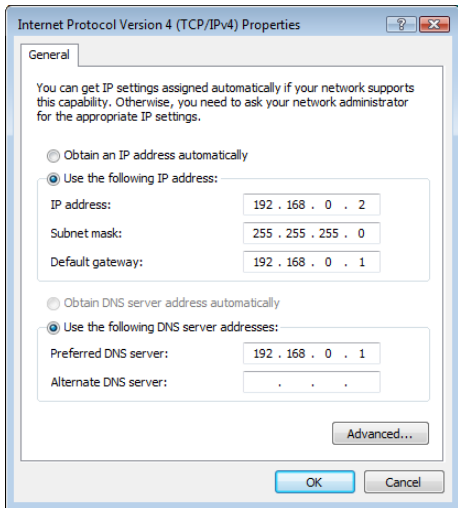 Internet Protocol Version 4 (TCP/IPv4) Properties
?
General
You can get IP settings assigned automatically if your network supports
this capability. Otherwise, you need to ask your network administrator
for the appropriate IP settings.
Obtain an IP address automatically
Use the following IP address:
IP address: 192 . 168 . 0 . 2
Subnet mask: 255 . 255 . 255 . 0
Default gateway: 192 . 168 . 0 . 1
Obtain DNS server address automatically
Use the following DNS server addresses:
Preferred DNS server: 192 . 168 . 0 . 1
Alternate DNS server: . . .
Advanced...
OK Cancel